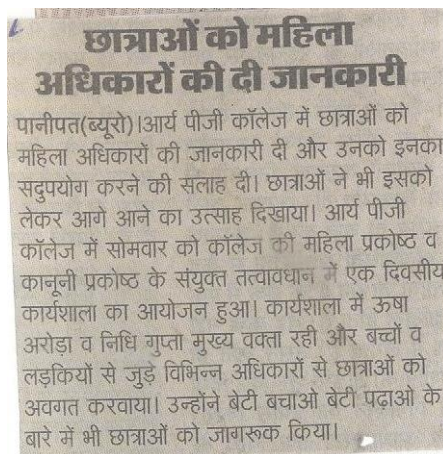 छात्राओं को महिला
अधिकारों की दी जानकारी
पानीपत(ब्यूरो)।आर्य पीजी कॉलेज में छात्राओं को
महिला अधिकारों की जानकारी दी और उनको इनका
सदुपयोग करने की सलाह दी। छात्राओं ने भी इसको
लेकर आगे आने का उत्साह दिखाया। आर्य पीजी
कॉलेज में सोमवार को कॉलेज की महिला प्रकोष्ट व
कानूनी प्रकोष्ट के संयुक्त तत्वावधान में एक दिवसीय
कार्यशाला का आयोजन हुआ। कार्यशाला में ऊषा
अरोड़ा व निधि गुप्ता मुख्य वक्ता रही और बच्चों व
लड़कियों से जुड़े विभिन्न अधिकारों से छात्राओं को
अवगत करवाया। उन्होंने बेटी बचाओ बेटी पढ़ाओ के
बारे में भी छात्राओं को जागरूक किया।